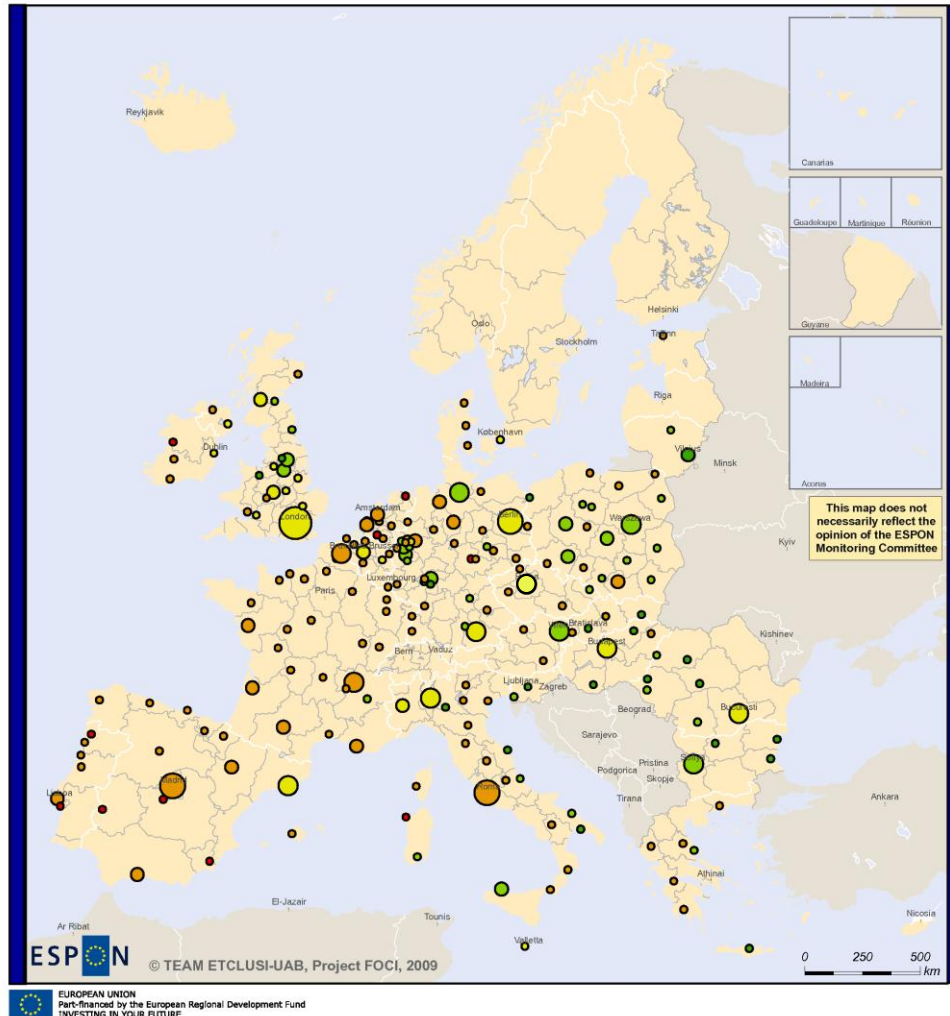 Reykjavik
Canarias
Guadeloupe
Martinique
Réunion
Guyane
Helsinki
Tallinn
Oslo
Stockholm
Madeira
Riga
Acores
København
Dublin
Vilnius
Minsk
This map does not
necessarily reflect the
opinion of the ESPON
Monitoring Committee
Amsterdam
London
Berlin
Warszawa
Kyiv
Luxembourg
Paris
Bratislava
Kishinev
Bern
Vaduz
Budapest
Ljubljana
Zagreb
Beograd
Bucuresti
Sarajevo
Pristina
Podgorica
Skopje
Sofiya
Tirana
Madrid
Roma
Lisboa
Ankara
Athinai
El-Jazair
Tounis
Nicosia
Ar Ribat
Valletta
ESPON
© TEAM ETCLUSI-UAB, Project FOCI, 2009
0 250 500
km
EUROPEAN UNION
Part-financed by the European Regional Development Fund
INVESTING IN YOUR FUTURE